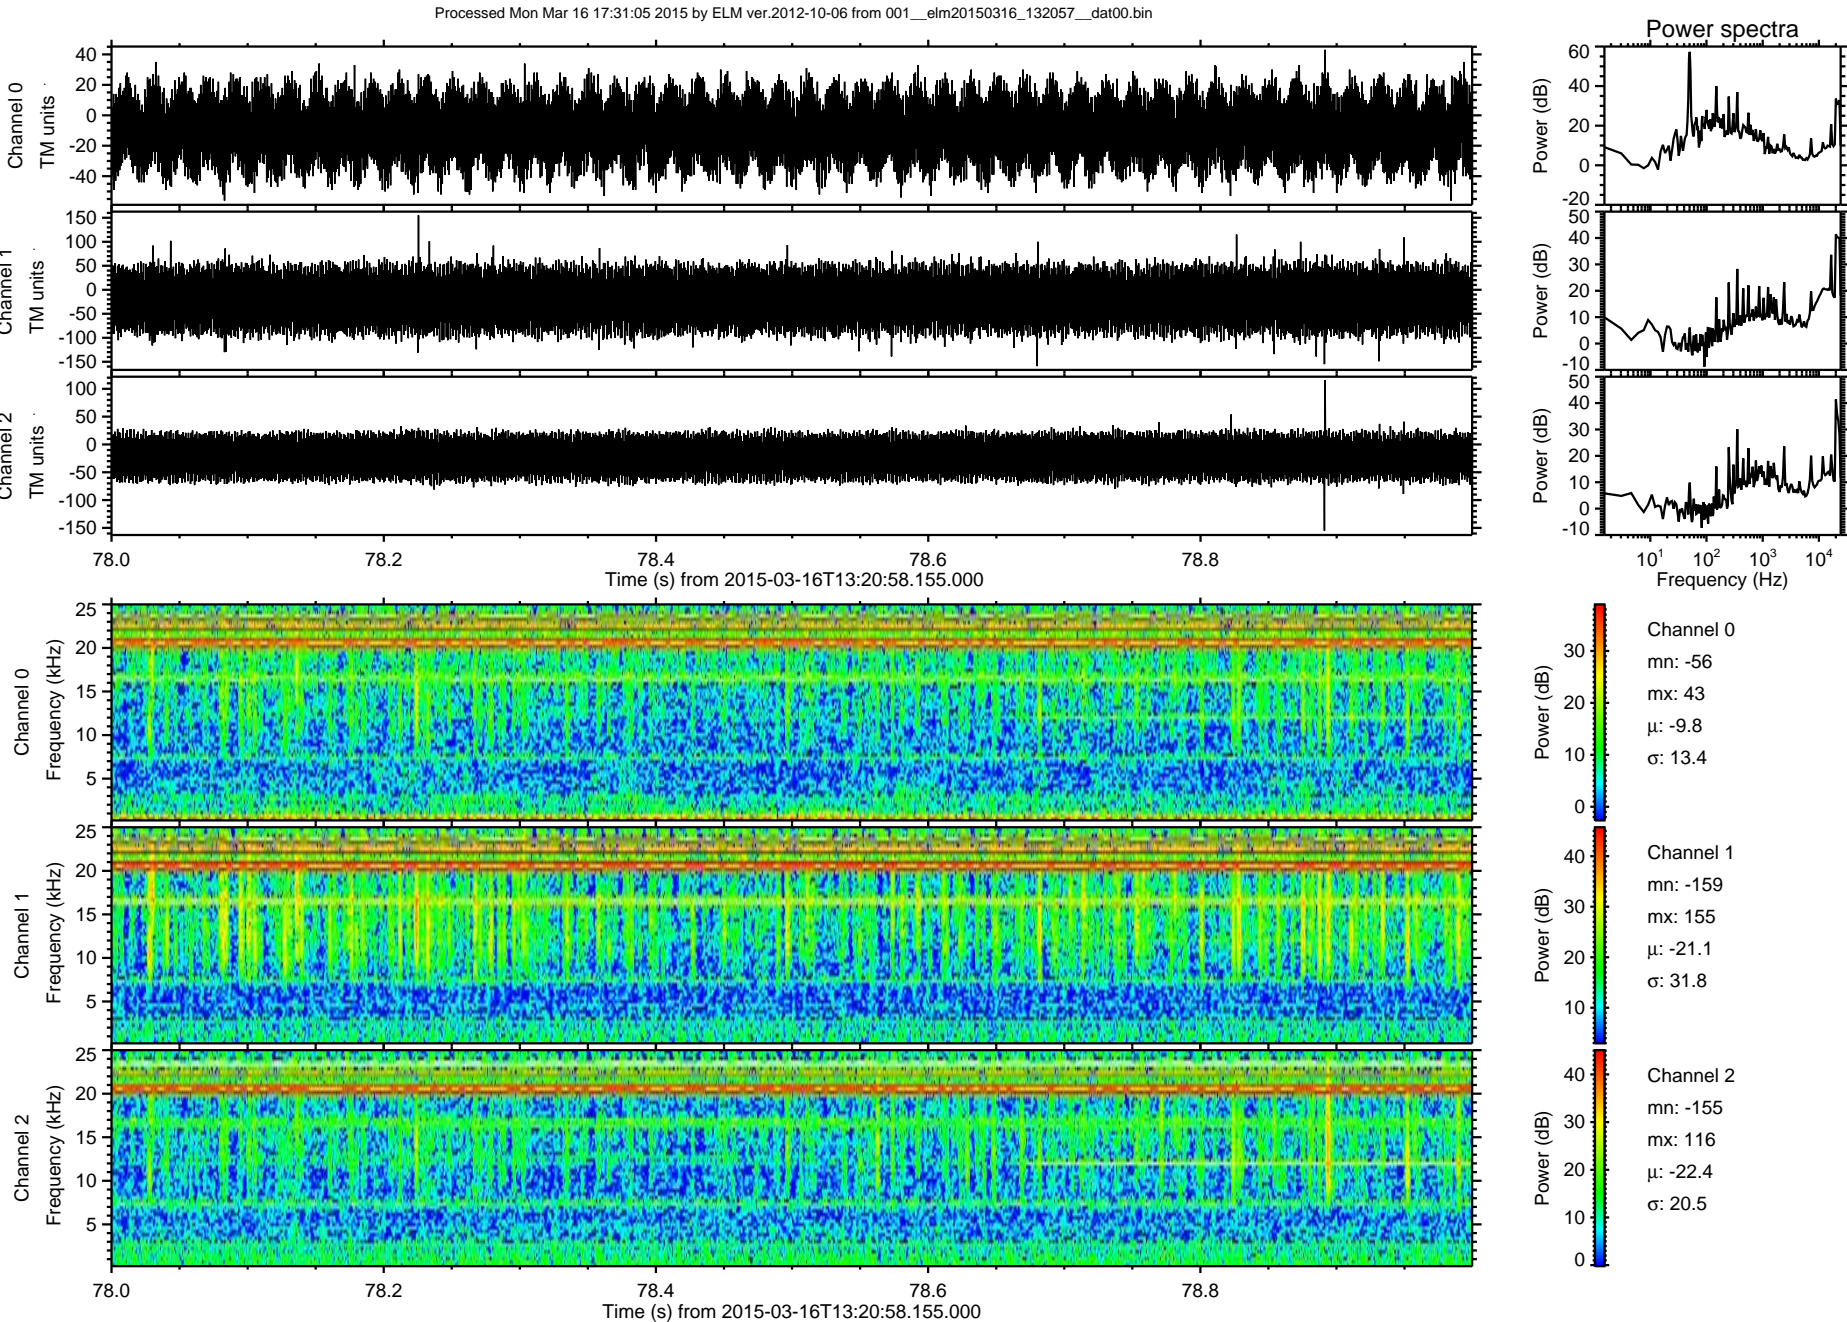 Processed Mon Mar 16 17:31:05 2015 by ELM ver.2012-10-06 from 001__elm20150316_132057__dat00.bin
Power spectra
Channel 0
TM units
40
20
0
-20
-40
Power (dB)
60
40
20
0
-20
Channel 1
TM units
150
100
50
0
-50
-100
-150
Power (dB)
50
40
30
20
10
0
-10
Channel 2
TM units
100
50
0
-50
-100
-150
Power (dB)
50
40
30
20
10
0
-10
78.0 78.2 78.4 78.6 78.8
Time (s) from 2015-03-16T13:20:58.155.000
10¹ 10² 10³ 10⁴
Frequency (Hz)
Channel 0
Frequency (kHz)
25
20
15
10
5
Power (dB)
30
20
10
0
Channel 0
mn: -56
mx: 43
μ: -9.8
σ: 13.4
Channel 1
Frequency (kHz)
25
20
15
10
5
Power (dB)
40
30
20
10
Channel 1
mn: -159
mx: 155
μ: -21.1
σ: 31.8
Channel 2
Frequency (kHz)
25
20
15
10
5
Power (dB)
40
30
20
10
0
Channel 2
mn: -155
mx: 116
μ: -22.4
σ: 20.5
78.0 78.2 78.4 78.6 78.8
Time (s) from 2015-03-16T13:20:58.155.000